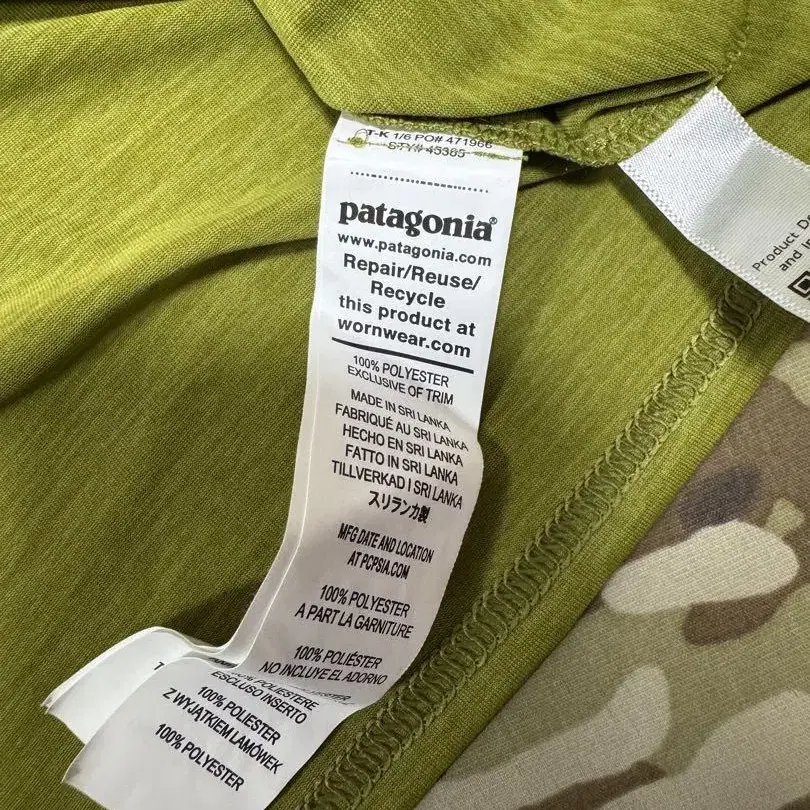 T-K 1/6 PO# 471966
STY# 45385
patagonia®
www.patagonia.com
Repair/Reuse/
Recycle
this product at
wornwear.com
100% POLYESTER
EXCLUSIVE OF TRIM
MADE IN SRI LANKA
FABRIQUÉ AU SRI LANKA
HECHO EN SRI LANKA
FATTO IN SRI LANKA
TILLVERKAD I SRI LANKA
スリランカ製
MFG DATE AND LOCATION
AT PCPSIA.COM
100% POLYESTER
A PART LA GARNITURE
100% POLIÉSTER
NO INCLUYE EL ADORNO
POLIESTERE
ESCLUSO INSERTO
100% POLIESTER
Z WYJĄTKIEM LAMÓWEK
100% POLYESTER
Product
and